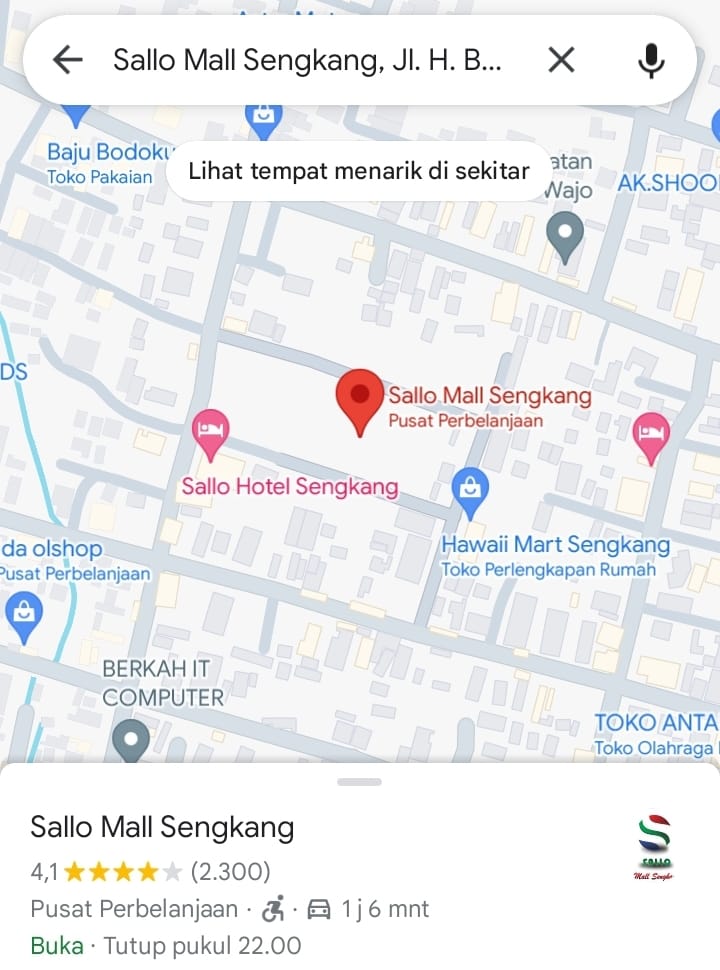 Sallo Mall Sengkang, Jl. H. B...
Baju Bodoku
Toko Pakaian
Lihat tempat menarik di sekitar
Wajo
AK.SHOO
DS
Sallo Mall Sengkang
Pusat Perbelanjaan
Sallo Hotel Sengkang
da olshop
Pusat Perbelanjaan
Hawaii Mart Sengkang
Toko Perlengkapan Rumah
BERKAH IT
COMPUTER
TOKO ANTA
Toko Olahraga
Sallo Mall Sengkang
4,1 (2.300)
SALLO
Pusat Perbelanjaan · · 1 j 6 mnt
Buka · Tutup pukul 22.00